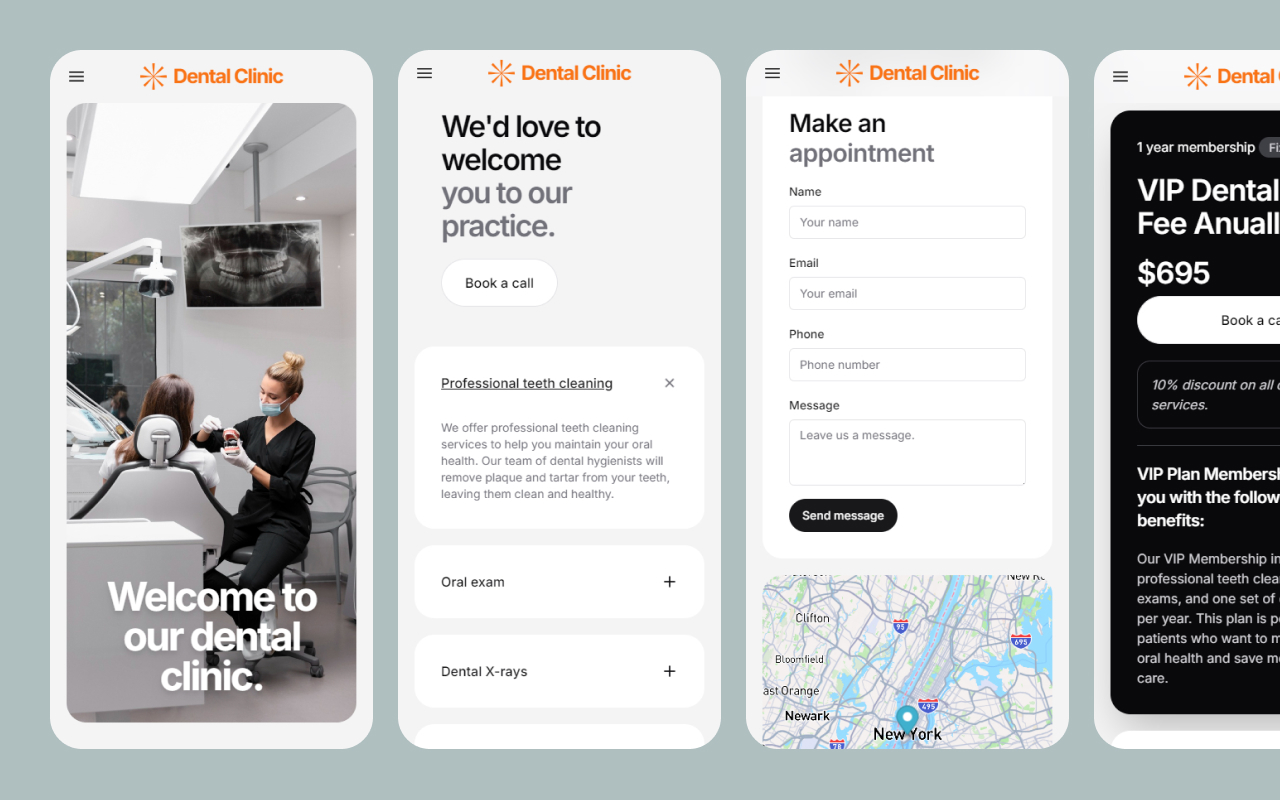 Dental Clinic
Welcome to
our dental
clinic.
Dental Clinic
We'd love to
welcome
you to our
practice.
Book a call
Professional teeth cleaning
We offer professional teeth cleaning
services to help you maintain your oral
health. Our team of dental hygienists will
remove plaque and tartar from your teeth,
leaving them clean and healthy.
Oral exam
Dental X-rays
Dental Clinic
Make an
appointment
Name
Your name
Email
Your email
Phone
Phone number
Message
Leave us a message.
Send message
Clifton
95
695
Bloomfield
ast Orange
495
Newark
New York
78
Dental
1 year membership
VIP Dental
Fee Anuall
$695
Book a ca
10% discount on all
services.
VIP Plan Membersh
you with the follow
benefits:
Our VIP Membership in
professional teeth clea
exams, and one set of
per year. This plan is
patients who want to
oral health and save
care.